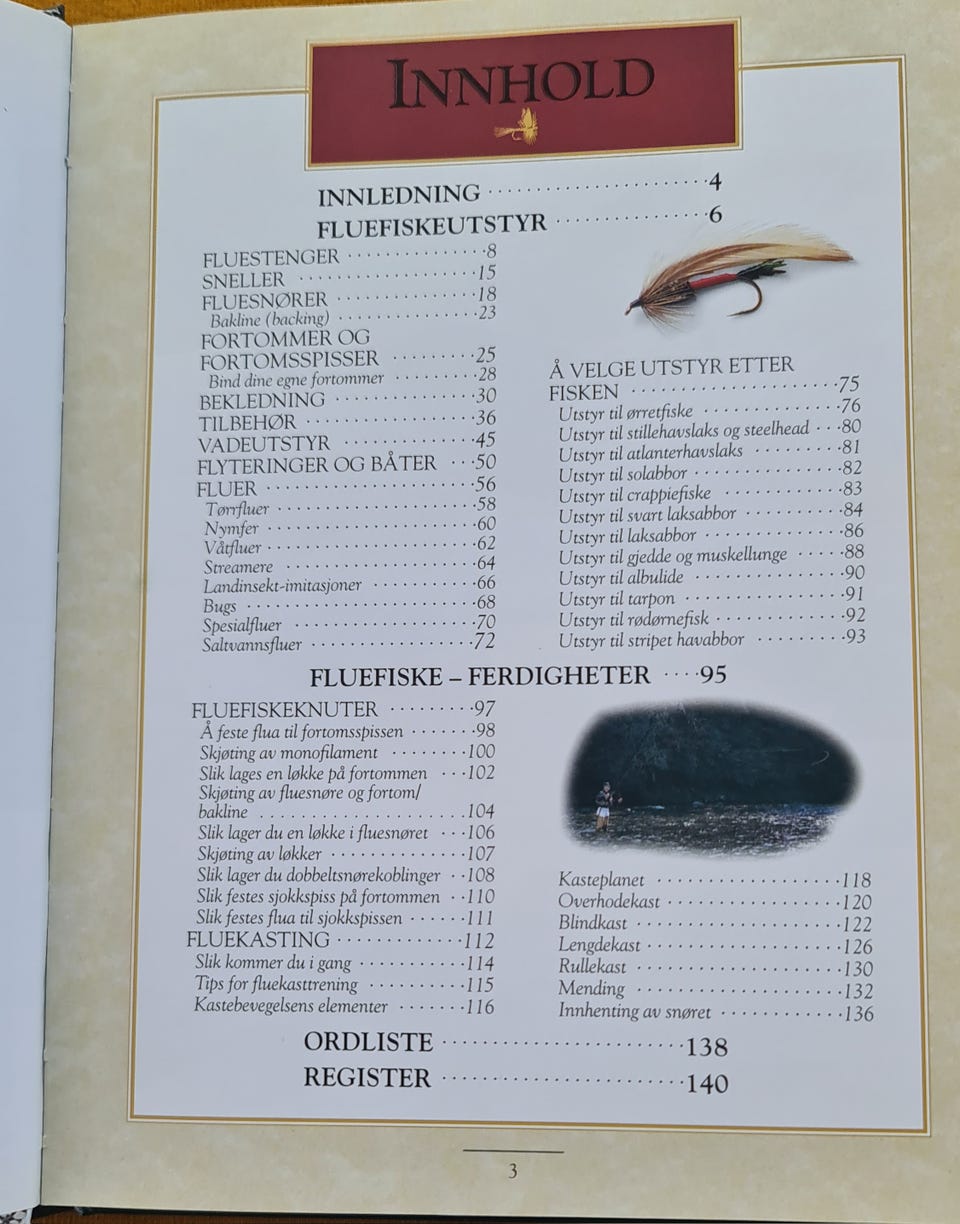 INNHOLD
INNLEDNING 4
FLUEFISKEUTSTYR 6
FLUESTENGER 8
SNELLER 15
FLUESNØRER 18
Bakline (backing) 23
FORTOMMER OG
FORTOMSSPISSER 25
Bind dine egne fortommer 28
BEKLEDNING 30
TILBEHØR 36
VADEUTSTYR 45
FLYTERINGER OG BÅTER 50
FLUER 56
Tørrfluer 58
Nymfer 60
Våtfluer 62
Streamere 64
Landinsekt-imitasjoner 66
Bugs 68
Spesialfluer 70
Saltvannsfluer 72
Å VELGE UTSTYR ETTER
FISKEN 75
Utstyr til ørretfiske 76
Utstyr til stillehavslaks og steelhead 80
Utstyr til atlanterhavslaks 81
Utstyr til solabbor 82
Utstyr til crappiefiske 83
Utstyr til svart laksabbor 84
Utstyr til laksabbor 86
Utstyr til gjedde og muskellunge 88
Utstyr til albulide 90
Utstyr til tarpon 91
Utstyr til rødørnefisk 92
Utstyr til stripet havabbor 93
FLUEFISKE – FERDIGHETER 95
FLUEFISKEKNUTER 97
Å feste flua til fortomsspissen 98
Skjøting av monofilament 100
Slik lages en løkke på fortommen 102
Skjøting av fluesnøre og fortom/
bakline 104
Slik lager du en løkke i fluesnøret 106
Skjøting av løkker 107
Slik lager du dobbeltsnørekoblinger 108
Slik festes sjokkspiss på fortommen 110
Slik festes flua til sjokkspissen 111
FLUEKASTING 112
Slik kommer du i gang 114
Tips for fluekasttrening 115
Kastebevegelsens elementer 116
Kasteplanet 118
Overhodekast 120
Blindkast 122
Lengdekast 126
Rullekast 130
Mending 132
Innhenting av snøret 136
ORDLISTE 138
REGISTER 140
3